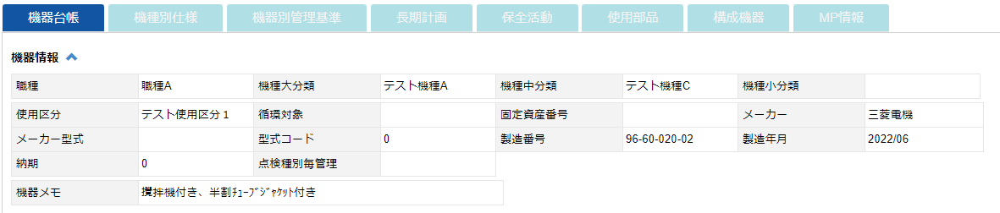 機器台帳 機種別仕様 機器別管理基準 長期計画 保全活動 使用部品 構成機器 MP情報
機器情報
職種 職種A 機種大分類 テスト機種A 機種中分類 テスト機種C 機種小分類
使用区分 テスト使用区分1 循環対象 固定資産番号 メーカー 三菱電機
メーカー型式 型式コード 0 製造番号 96-60-020-02 製造年月 2022/06
納期 0 点検種別毎管理
機器メモ 攪拌機付き、半割ﾁｭｰﾌﾞｼﾞｬｹｯﾄ付き